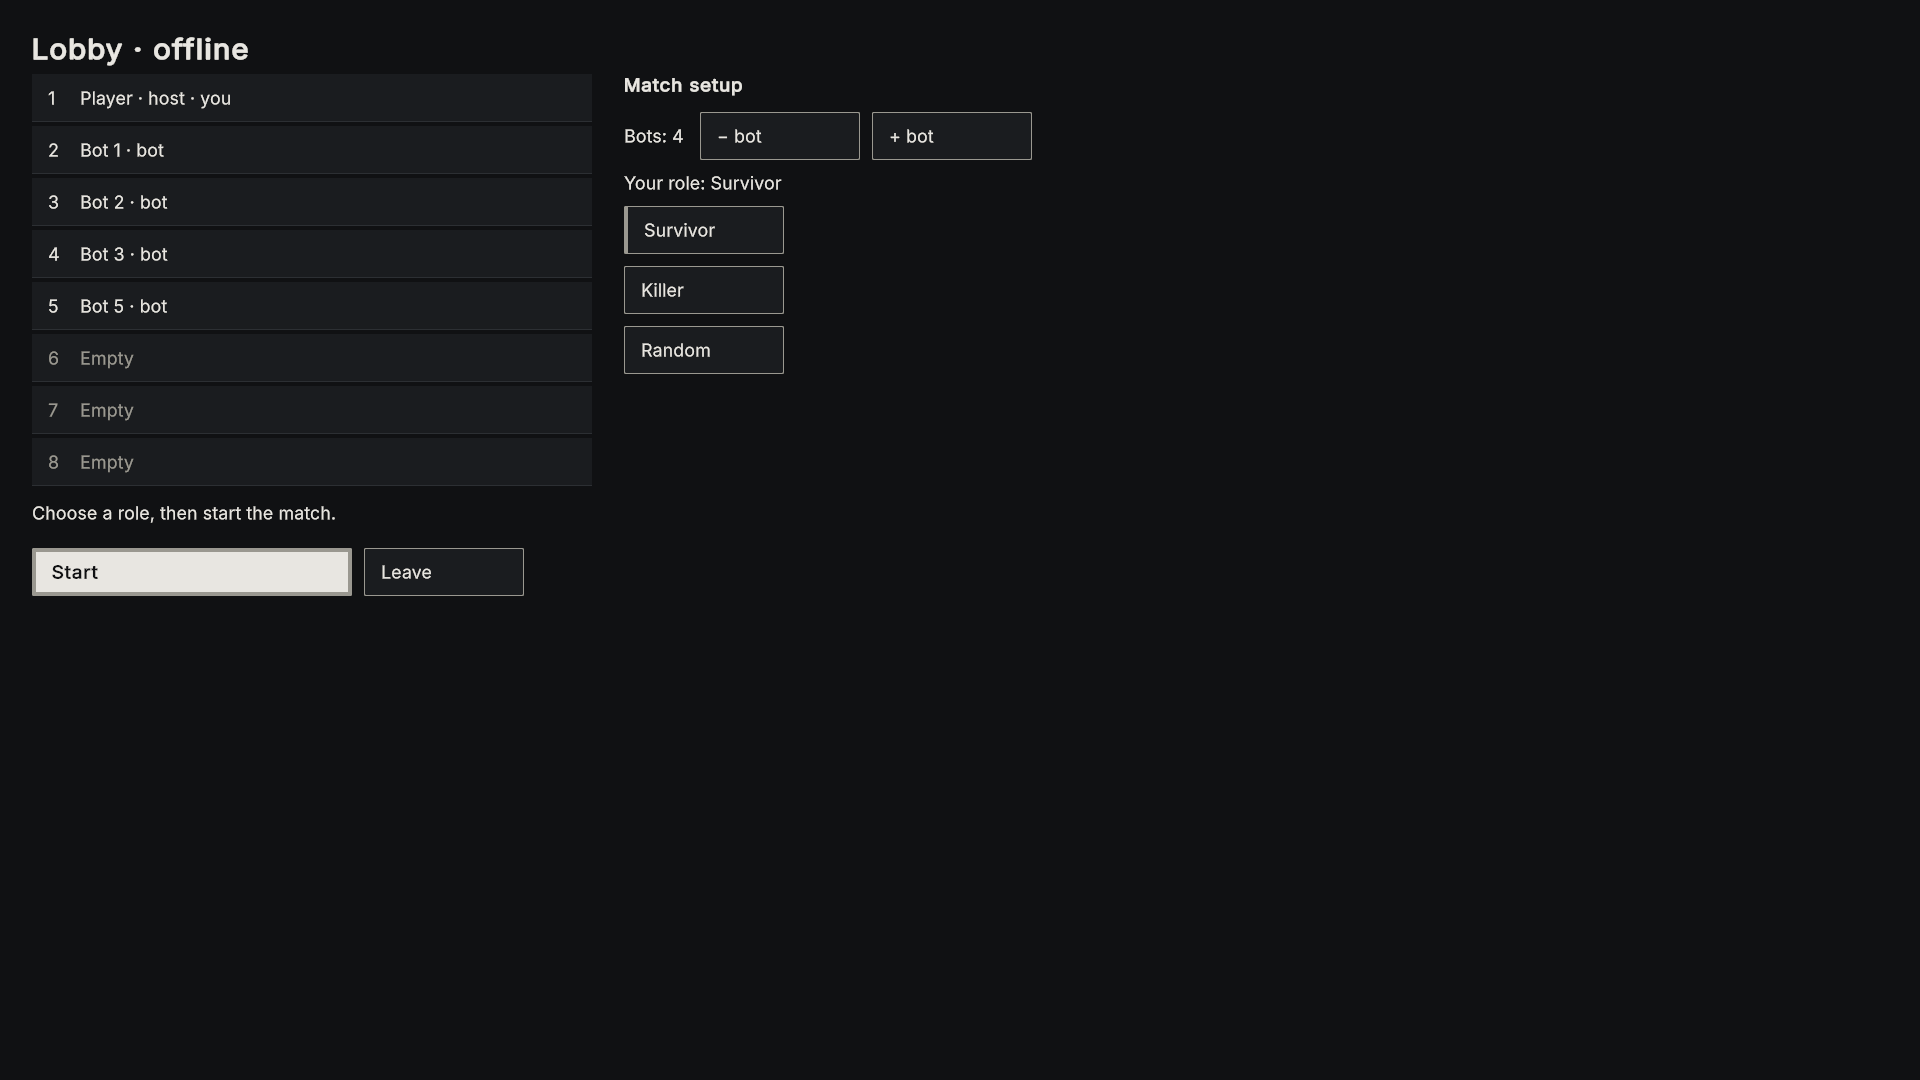 Lobby · offline
1 Player · host · you
2 Bot 1 · bot
3 Bot 2 · bot
4 Bot 3 · bot
5 Bot 5 · bot
6 Empty
7 Empty
8 Empty
Choose a role, then start the match.
Start
Leave
Match setup
Bots: 4
– bot
+ bot
Your role: Survivor
Survivor
Killer
Random